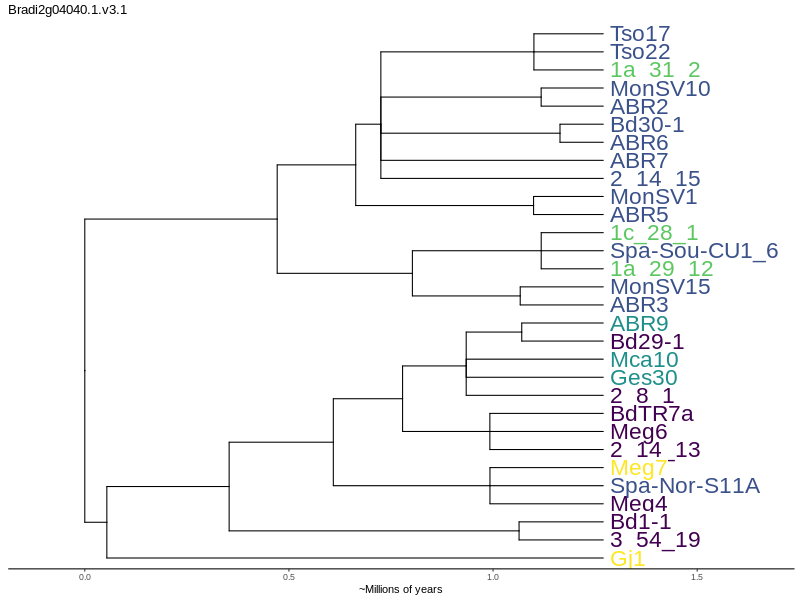 Bradi2g04040.1.v3.1
Tso17
Tso22
1a_31_2
MonSV10
ABR2
Bd30-1
ABR6
ABR7
2_14_15
MonSV1
ABR5
1c_28_1
Spa-Sou-CU1_6
1a_29_12
MonSV15
ABR3
ABR9
Bd29-1
Mca10
Ges30
2_8_1
BdTR7a
Meg6
2_14_13
Meg7
Spa-Nor-S11A
Meg4
Bd1-1
3_54_19
Gj1
0.0 0.5 1.0 1.5
~Millions of years